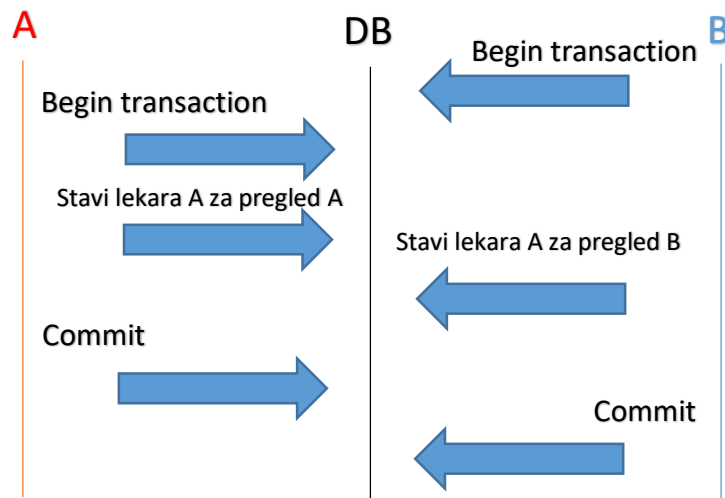 A
DB
B
Begin transaction
Begin transaction
Stavi lekara A za pregled A
Stavi lekara A za pregled B
Commit
Commit